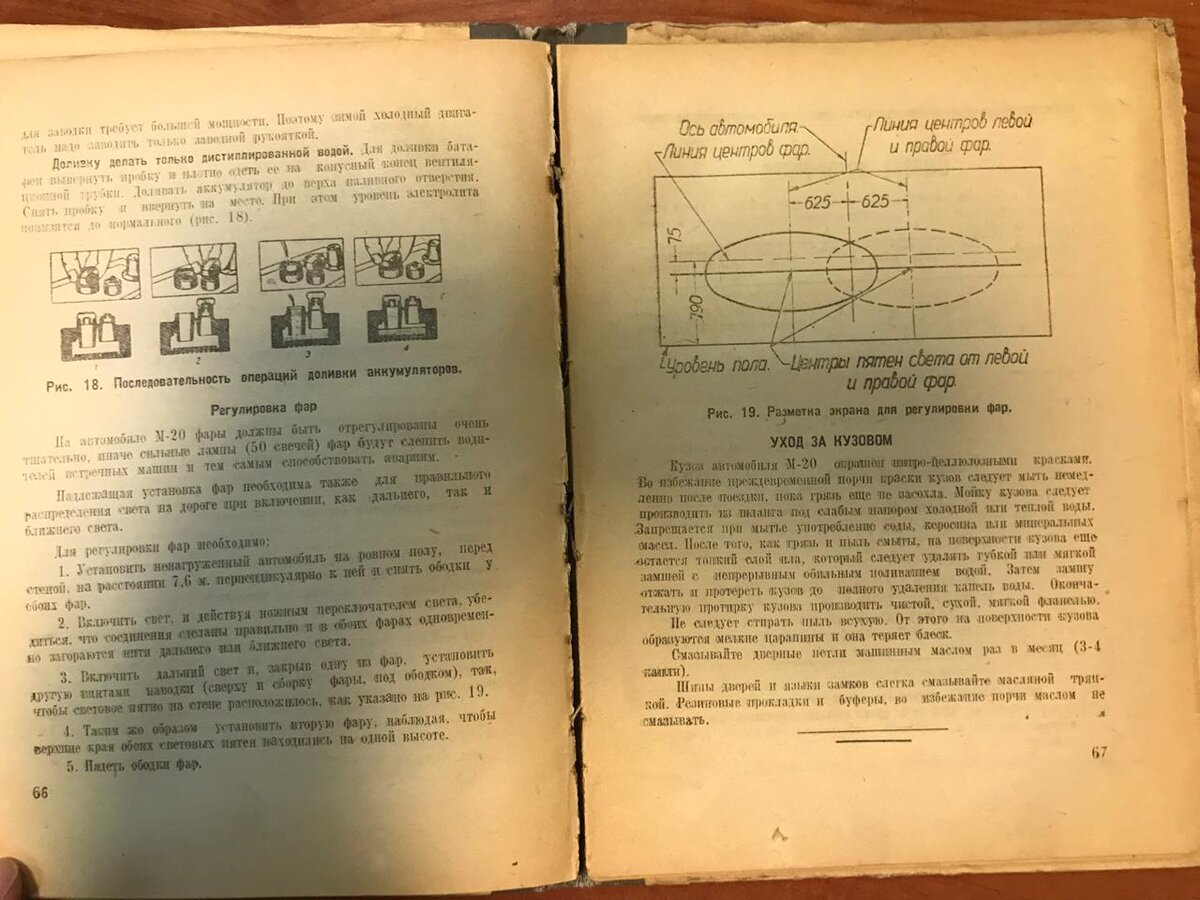 для заводки требует большей мощности. Поэтому зимой холодный двига-
тель надо заводить только заводной рукояткой.
Доливку делать только дистиллированной водой. Для доливки бата-
реи вывернуть пробку и плотно одеть ее на конусный конец вентиля-
ционной трубки. Доливать аккумулятор до верха наливного отверстия.
Снять пробку и ввернуть на место. При этом уровень электролита
понизится до нормального (рис. 18).
1 2 3 4
Рис. 18. Последовательность операций доливки аккумуляторов.
Регулировка фар
На автомобиле М-20 фары должны быть отрегулированы очень
тщательно, иначе сильные лампы (50 свечей) фар будут слепить води-
телей встречных машин и тем самым способствовать авариям.
Надлежащая установка фар необходима также для правильного
распределения света на дороге при включении, как дальнего, так и
ближнего света.
Для регулировки фар необходимо:
1. Установить ненагруженный автомобиль на ровном полу, перед
стеной, на расстоянии 7,6 м. перпендикулярно к ней и снять ободки у
обоих фар.
2. Включить свет, и действуя ножным переключателем света, убе-
диться, что соединения сделаны правильно и в обоих фарах одновремен-
но загораются нити дальнего или ближнего света.
3. Включить дальний свет и, закрыв одну из фар, установить
другую винтами наводки (сверху и сборку фары, под ободком), так,
чтобы световое пятно на стене расположилось, как указано на рис. 19.
4. Таким же образом установить вторую фару, наблюдая, чтобы
верхние края обоих световых пятен находились на одной высоте.
5. Надеть ободки фар.
66
Ось автомобиля.
Линия центров левой
и правой фар.
Линия центров фар.
625 625
75
790
Уровень пола.
Центры пятен света от левой
и правой фар.
Рис. 19. Разметка экрана для регулировки фар.
УХОД ЗА КУЗОВОМ
Кузов автомобиля М-20 окрашен нитро-целлюлозными красками.
Во избежание преждевременной порчи краски кузов следует мыть немед-
ленно после поездки, пока грязь еще не засохла. Мойку кузова следует
производить из шланга под слабым напором холодной или теплой воды.
Запрещается при мытье употребление соды, керосина или минеральных
масел. После того, как грязь и пыль смыты, на поверхности кузова еще
остается тонкий слой ила, который следует удалять губкой или мягкой
замшей с непрерывным обильным поливанием водой. Затем замшу
отжать и протереть кузов до полного удаления капель воды. Оконча-
тельную протирку кузова производить чистой, сухой, мягкой фланелью.
Не следует стирать пыль всухую. От этого на поверхности кузова
образуются мелкие царапины и она теряет блеск.
Смазывайте дверные петли машинным маслом раз в месяц (3-4
капли).
Шипы дверей и языки замков слегка смазывайте масляной тряп-
кой. Резиновые прокладки и буферы, во избежание порчи маслом не
смазывать.
67